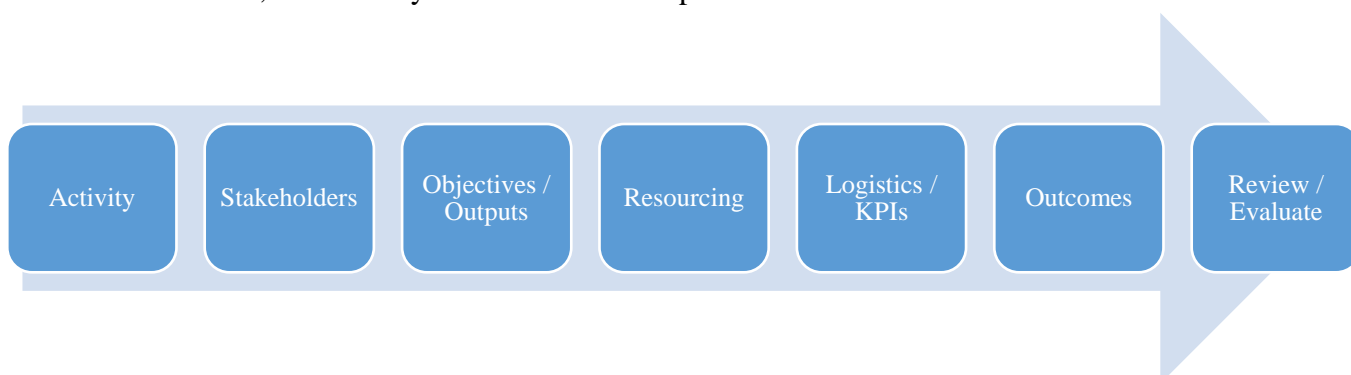 Activity
Stakeholders
Objectives /
Outputs
Resourcing
Logistics /
KPIs
Outcomes
Review /
Evaluate